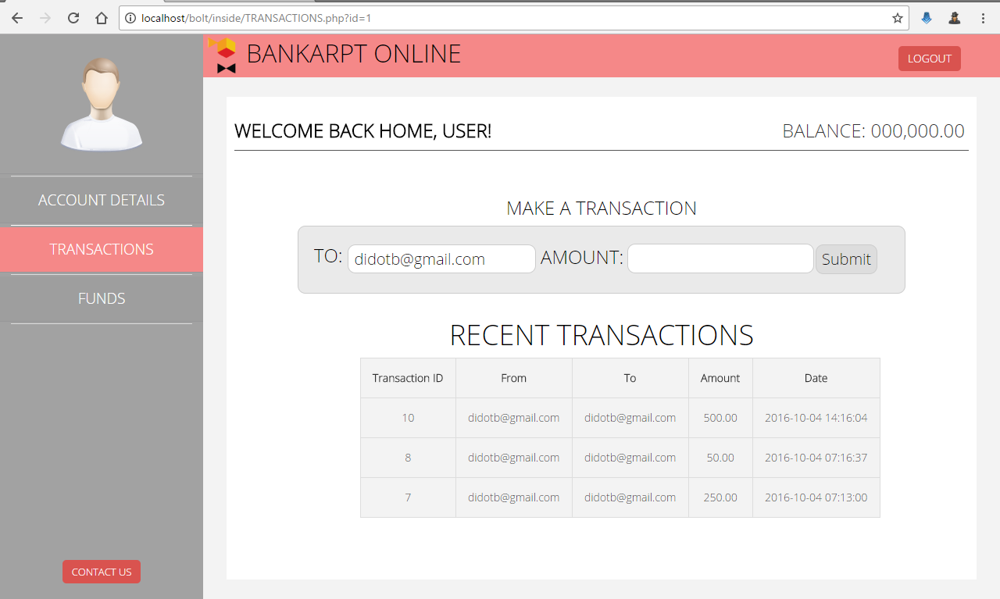 localhost/bolt/inside/TRANSACTIONS.php?id=1
BANKARPT ONLINE
LOGOUT
WELCOME BACK HOME, USER!
BALANCE: 000,000.00
ACCOUNT DETAILS
TRANSACTIONS
FUNDS
CONTACT US
MAKE A TRANSACTION
TO: didotb@gmail.com AMOUNT: Submit
RECENT TRANSACTIONS
Transaction ID From To Amount Date
10 didotb@gmail.com didotb@gmail.com 500.00 2016-10-04 14:16:04
8 didotb@gmail.com didotb@gmail.com 50.00 2016-10-04 07:16:37
7 didotb@gmail.com didotb@gmail.com 250.00 2016-10-04 07:13:00